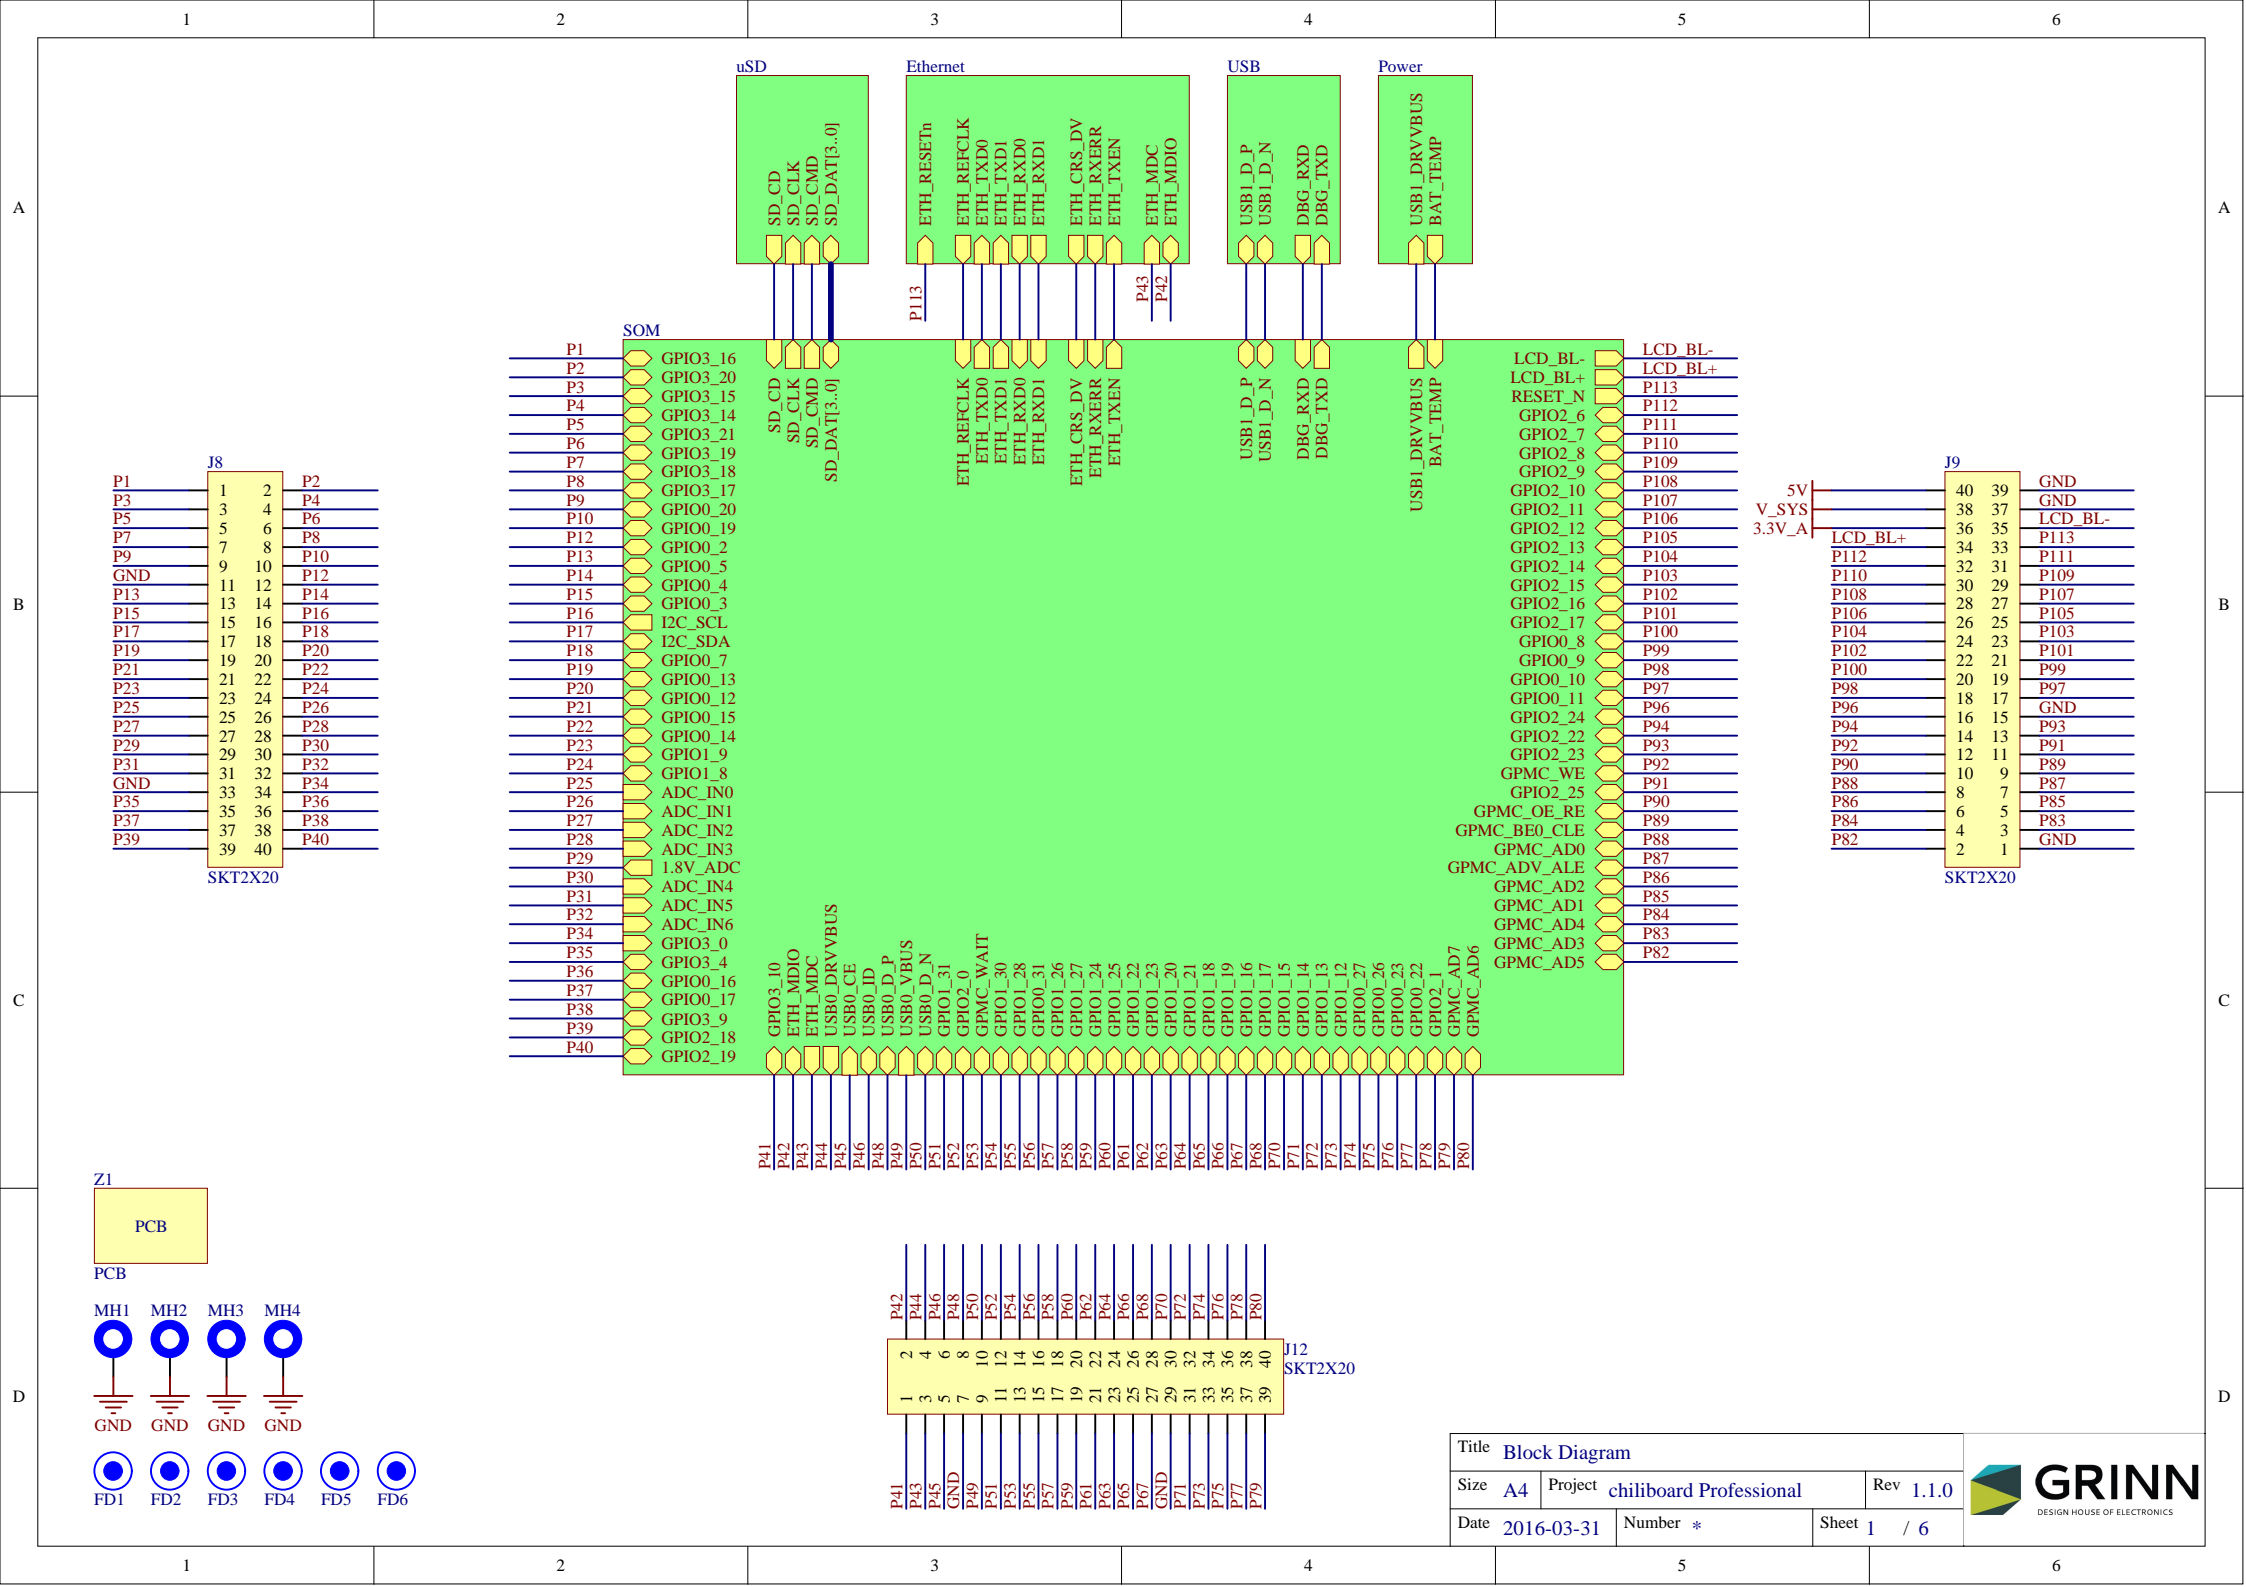 1 2 3 4 5 6
A A
B B
C C
D D
uSD
SD_CD
SD_CLK
SD_CMD
SD_DAT[3..0]
Ethernet
ETH_RESETn
ETH_REFCLK
ETH_TXD0
ETH_TXD1
ETH_RXD0
ETH_RXD1
ETH_CRS_DV
ETH_RXERR
ETH_TXEN
ETH_MDC
ETH_MDIO
P113
P43
P42
USB
USB1_D_P
USB1_D_N
DBG_RXD
DBG_TXD
Power
USB1_DRVVBUS
BAT_TEMP
SOM
P1 GPIO3_16
P2 GPIO3_20
P3 GPIO3_15
P4 GPIO3_14
P5 GPIO3_21
P6 GPIO3_19
P7 GPIO3_18
P8 GPIO3_17
P9 GPIO0_20
P10 GPIO0_19
P12 GPIO0_2
P13 GPIO0_5
P14 GPIO0_4
P15 GPIO0_3
P16 I2C_SCL
P17 I2C_SDA
P18 GPIO0_7
P19 GPIO0_13
P20 GPIO0_12
P21 GPIO0_15
P22 GPIO0_14
P23 GPIO1_9
P24 GPIO1_8
P25 ADC_IN0
P26 ADC_IN1
P27 ADC_IN2
P28 ADC_IN3
P29 1.8V_ADC
P30 ADC_IN4
P31 ADC_IN5
P32 ADC_IN6
P34 GPIO3_0
P35 GPIO3_4
P36 GPIO0_16
P37 GPIO0_17
P38 GPIO3_9
P39 GPIO2_18
P40 GPIO2_19
SD_CD
SD_CLK
SD_CMD
SD_DAT[3..0]
ETH_REFCLK
ETH_TXD0
ETH_TXD1
ETH_RXD0
ETH_RXD1
ETH_CRS_DV
ETH_RXERR
ETH_TXEN
USB1_D_P
USB1_D_N
DBG_RXD
DBG_TXD
USB1_DRVVBUS
BAT_TEMP
LCD_BL- LCD_BL-
LCD_BL+ LCD_BL+
RESET_N P113
GPIO2_6 P112
GPIO2_7 P111
GPIO2_8 P110
GPIO2_9 P109
GPIO2_10 P108
GPIO2_11 P107
GPIO2_12 P106
GPIO2_13 P105
GPIO2_14 P104
GPIO2_15 P103
GPIO2_16 P102
GPIO2_17 P101
GPIO0_8 P100
GPIO0_9 P99
GPIO0_10 P98
GPIO0_11 P97
GPIO2_24 P96
GPIO2_22 P94
GPIO2_23 P93
GPMC_WE P92
GPIO2_25 P91
GPMC_OE_RE P90
GPMC_BE0_CLE P89
GPMC_AD0 P88
GPMC_ADV_ALE P87
GPMC_AD2 P86
GPMC_AD1 P85
GPMC_AD4 P84
GPMC_AD3 P83
GPMC_AD5 P82
GPIO3_10 P41
ETH_MDIO P42
ETH_MDC P43
USB0_DRVVBUS P44
USB0_CE P45
USB0_ID P46
USB0_D_P P48
USB0_VBUS P49
USB0_D_N P50
GPIO1_31 P51
GPIO2_0 P52
GPMC_WAIT P53
GPIO1_30 P54
GPIO1_28 P55
GPIO0_31 P56
GPIO1_26 P57
GPIO1_27 P58
GPIO1_24 P59
GPIO1_25 P60
GPIO1_22 P61
GPIO1_23 P62
GPIO1_20 P63
GPIO1_21 P64
GPIO1_18 P65
GPIO1_19 P66
GPIO1_16 P67
GPIO1_17 P68
GPIO1_15 P70
GPIO1_14 P71
GPIO1_13 P72
GPIO1_12 P73
GPIO0_27 P74
GPIO0_26 P75
GPIO0_23 P76
GPIO0_22 P77
GPIO2_1 P78
GPMC_AD7 P79
GPMC_AD6 P80
J8
P1 1 2 P2
P3 3 4 P4
P5 5 6 P6
P7 7 8 P8
P9 9 10 P10
GND 11 12 P12
P13 13 14 P14
P15 15 16 P16
P17 17 18 P18
P19 19 20 P20
P21 21 22 P22
P23 23 24 P24
P25 25 26 P26
P27 27 28 P28
P29 29 30 P30
P31 31 32 P32
GND 33 34 P34
P35 35 36 P36
P37 37 38 P38
P39 39 40 P40
SKT2X20
J9
5V 40 39 GND
V_SYS 38 37 GND
3.3V_A 36 35 LCD_BL-
LCD_BL+ 34 33 P113
P112 32 31 P111
P110 30 29 P109
P108 28 27 P107
P106 26 25 P105
P104 24 23 P103
P102 22 21 P101
P100 20 19 P99
P98 18 17 P97
P96 16 15 GND
P94 14 13 P93
P92 12 11 P91
P90 10 9 P89
P88 8 7 P87
P86 6 5 P85
P84 4 3 P83
P82 2 1 GND
SKT2X20
Z1
PCB
PCB
MH1 MH2 MH3 MH4
GND GND GND GND
FD1 FD2 FD3 FD4 FD5 FD6
P42 P44 P46 P48 P50 P52 P54 P56 P58 P60 P62 P64 P66 P68 P70 P72 P74 P76 P78 P80
2 4 6 8 10 12 14 16 18 20 22 24 26 28 30 32 34 36 38 40
1 3 5 7 9 11 13 15 17 19 21 23 25 27 29 31 33 35 37 39
P41 P43 P45 GND P49 P51 P53 P55 P57 P59 P61 P63 P65 P67 GND P71 P73 P75 P77 P79
J12
SKT2X20
Title Block Diagram
Size A4 Project chiliboard Professional Rev 1.1.0
Date 2016-03-31 Number * Sheet 1 / 6
GRINN
DESIGN HOUSE OF ELECTRONICS
1 2 3 4 5 6